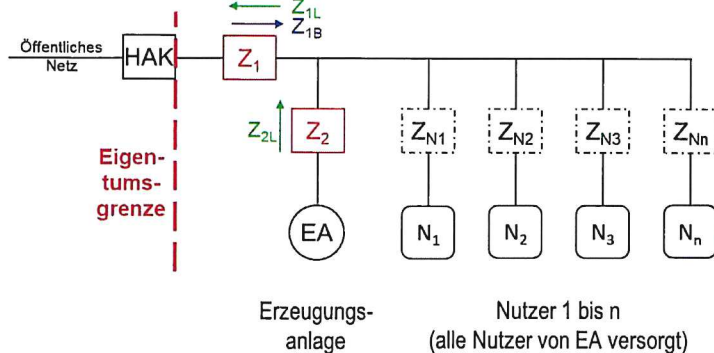 Z1L
Z1B
Öffentliches
Netz
HAK
Z1
Z2L
Z2
ZN1
ZN2
ZN3
ZNn
Eigen-
tums-
grenze
EA
N1
N2
N3
Nn
Erzeugungs-
anlage
Nutzer 1 bis n
(alle Nutzer von EA versorgt)